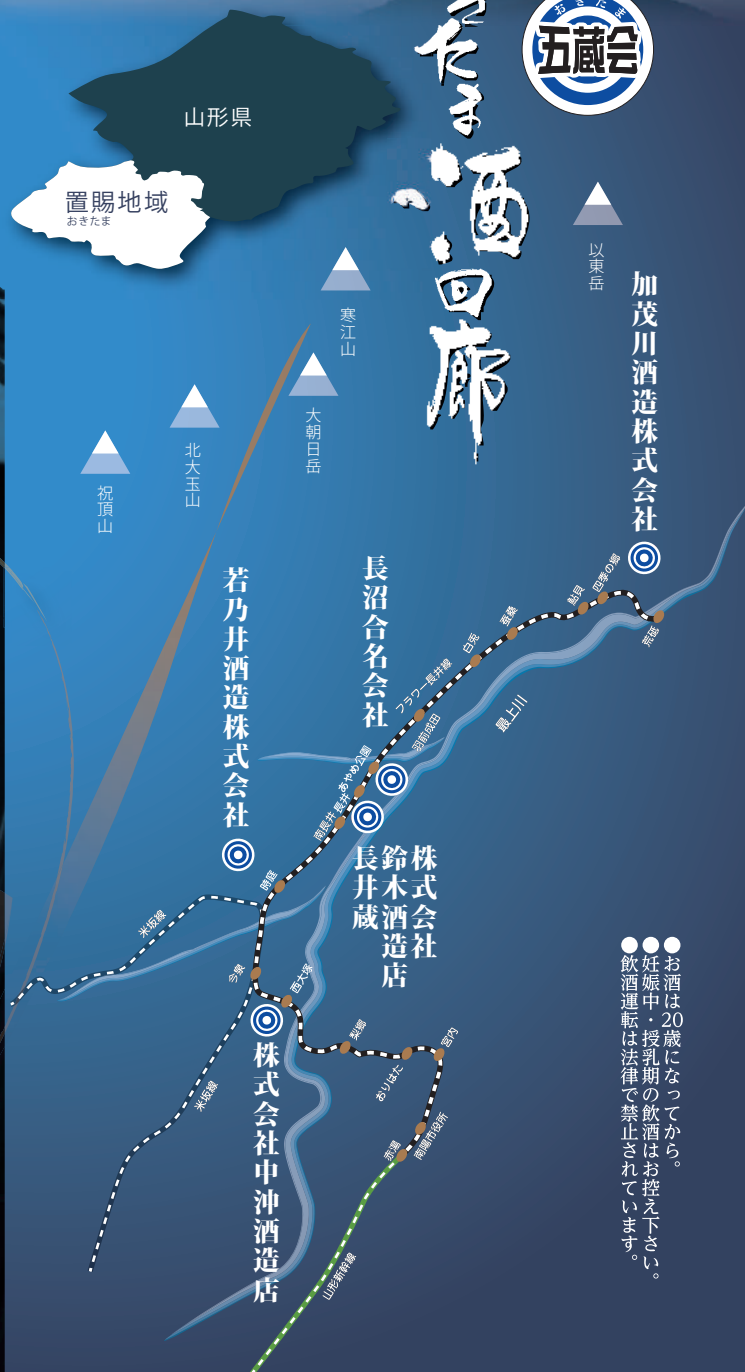 おきたま
五蔵会
きたま酒回廊
山形県
置賜地域
おきたま
以東岳
寒江山
大朝日岳
北大玉山
祝頂山
加茂川酒造株式会社
長沼合名会社
若乃井酒造株式会社
株式会社
鈴木酒造店
長井蔵
株式会社中沖酒造店
荒砥
四季の郷
鮎貝
蚕桑
白兎
フラワー長井線
羽前成田
あやめ公園
長井
南長井
時庭
今泉
西大塚
梨郷
おりはた
宮内
南陽市役所
赤湯
最上川
米坂線
米坂線
山形新幹線
●お酒は20歳になってから。
●妊娠中・授乳期の飲酒はお控え下さい。
●飲酒運転は法律で禁止されています。